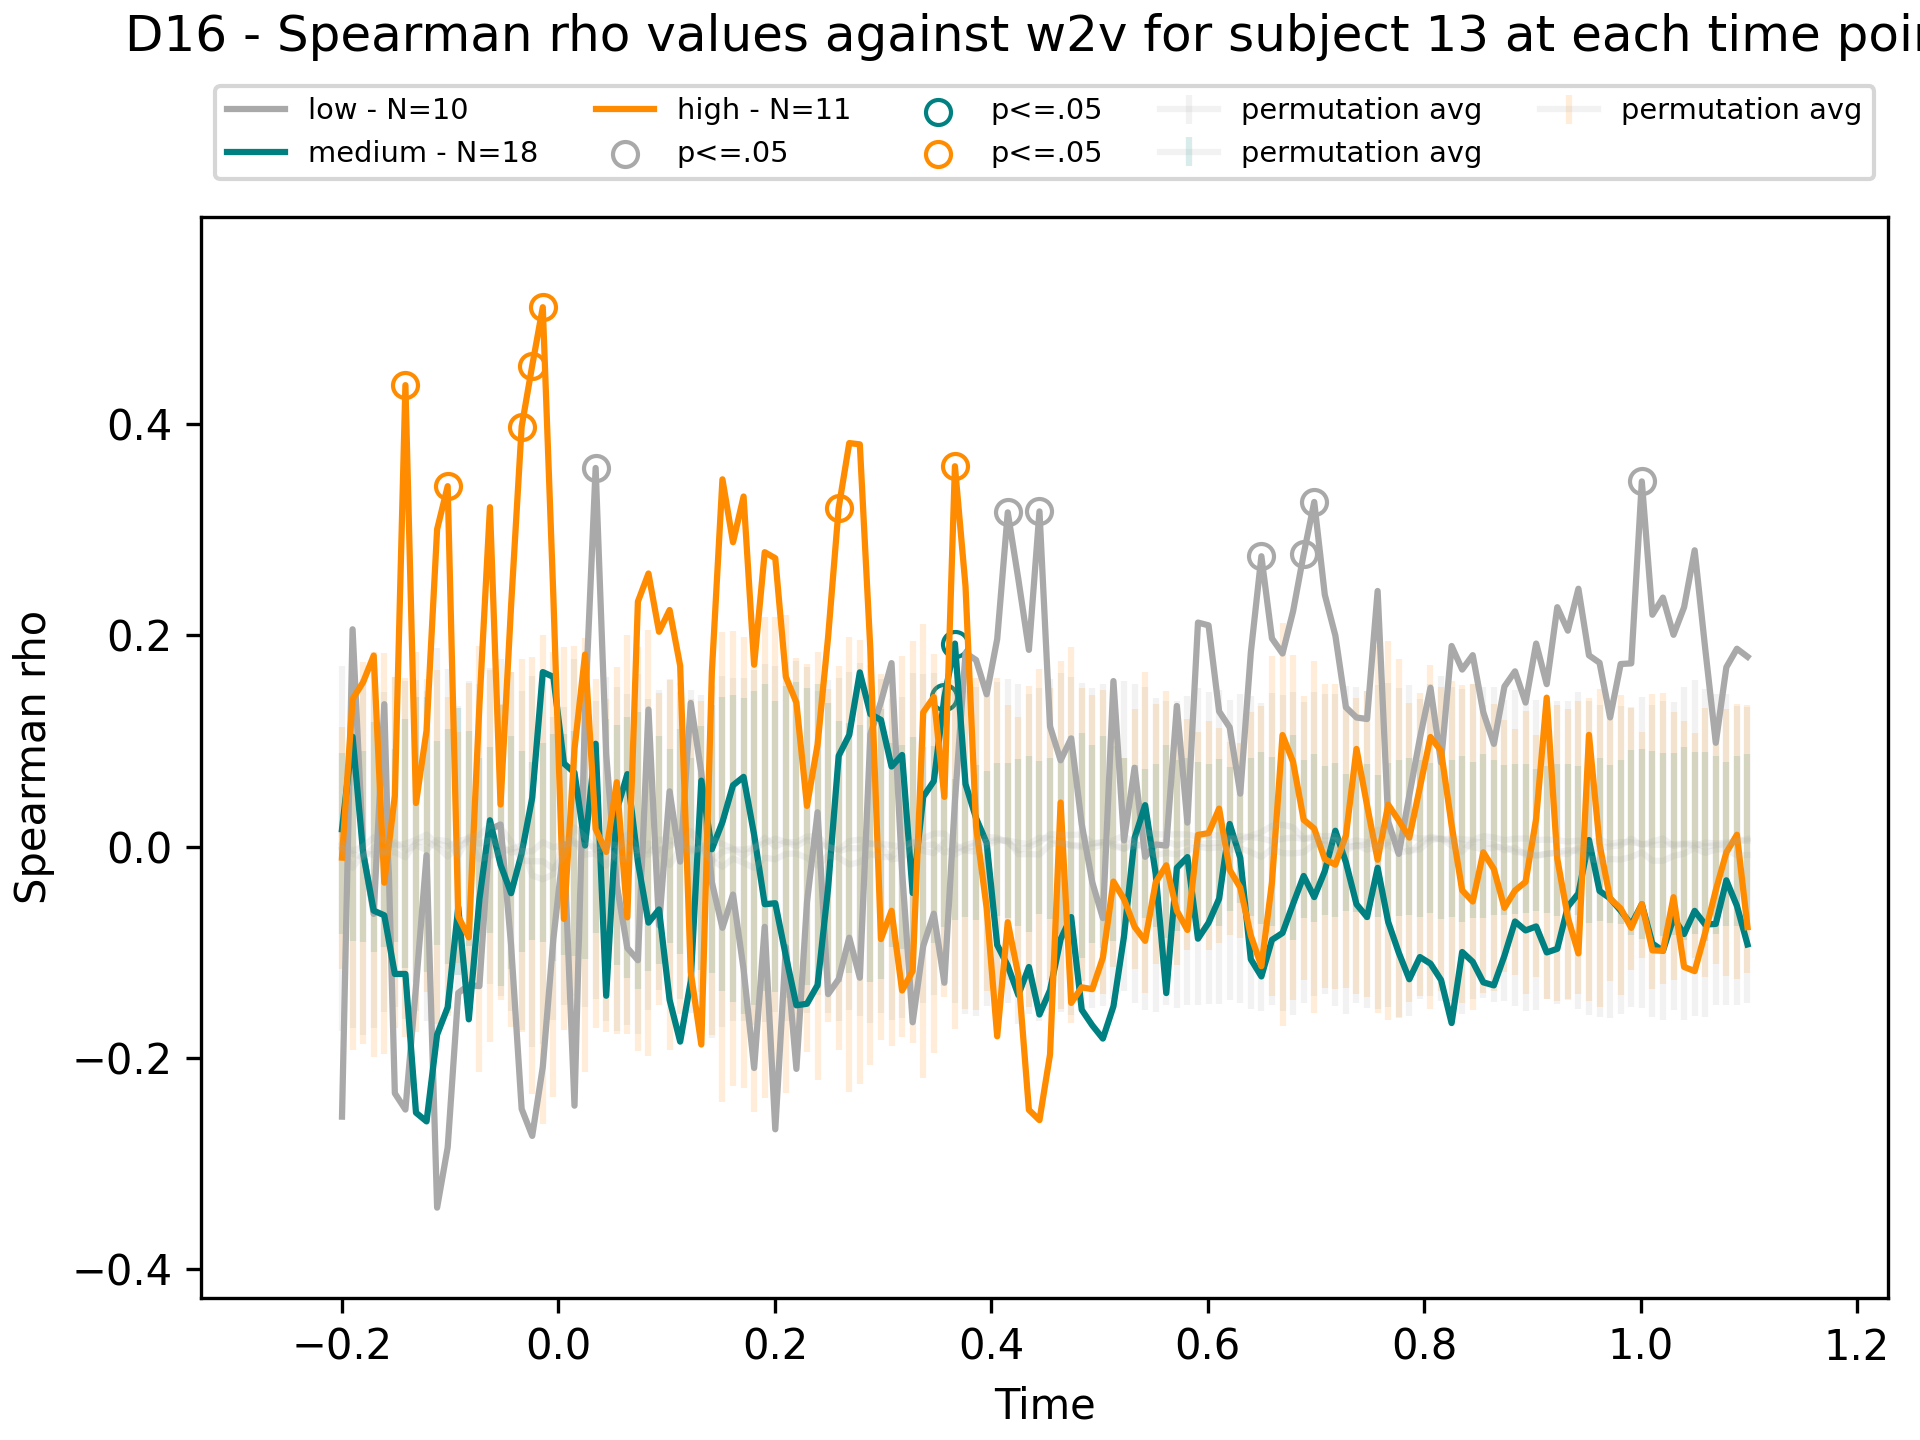 D16 - Spearman rho values against w2v for subject 13 at each time poi
low - N=10
medium - N=18
high - N=11
p<=.05
p<=.05
p<=.05
permutation avg
permutation avg
permutation avg
Spearman rho
0.4
0.2
0.0
−0.2
−0.4
−0.2 0.0 0.2 0.4 0.6 0.8 1.0 1.2
Time